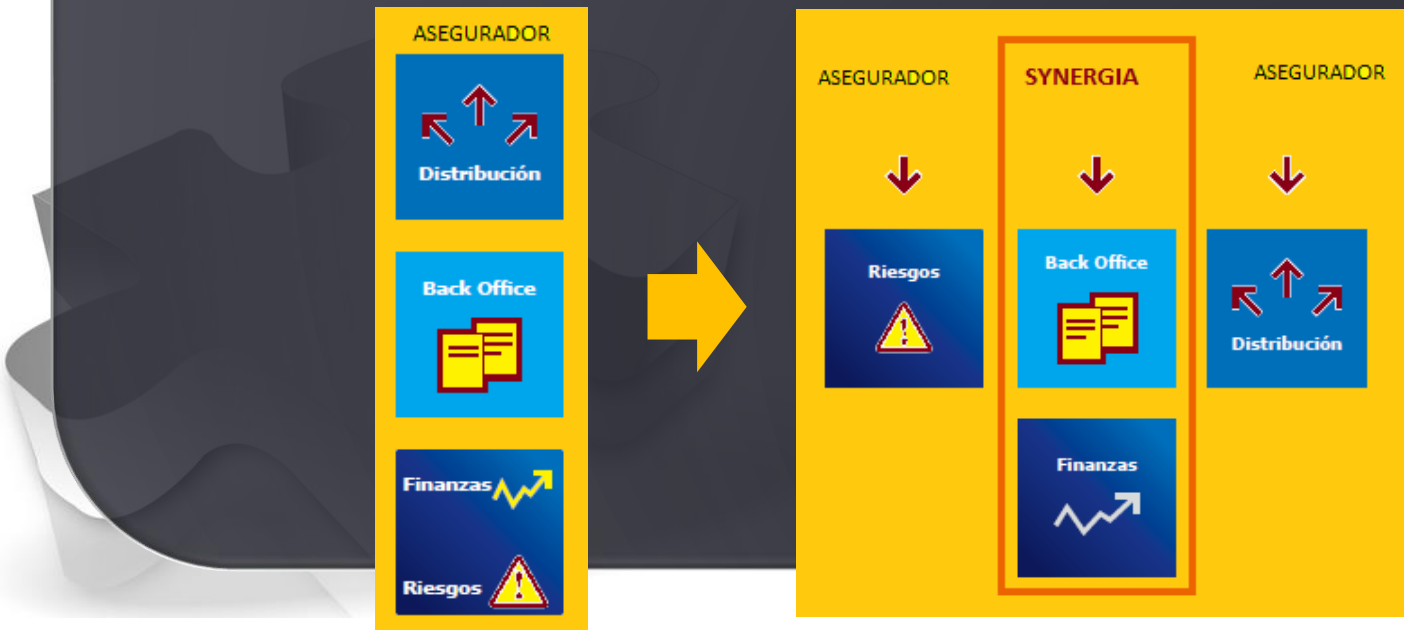 ASEGURADOR
Distribución
Back Office
Finanzas
Riesgos
ASEGURADOR
SYNERGIA
ASEGURADOR
Riesgos
Back Office
Distribución
Finanzas